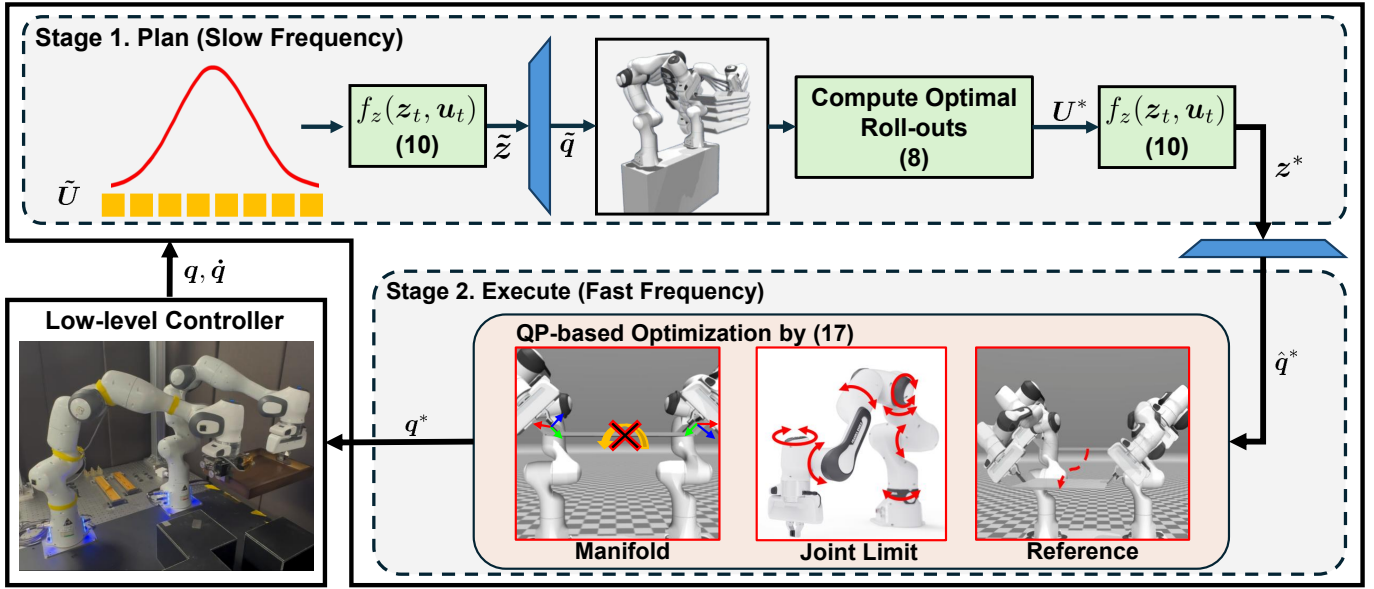 Stage 1. Plan (Slow Frequency)
Ũ
f_z(z_t, u_t)
(10)
z̃
q̃
Compute Optimal
Roll-outs
(8)
U*
f_z(z_t, u_t)
(10)
z*
q, q̇
Low-level Controller
Stage 2. Execute (Fast Frequency)
QP-based Optimization by (17)
q̂*
q*
Manifold
Joint Limit
Reference